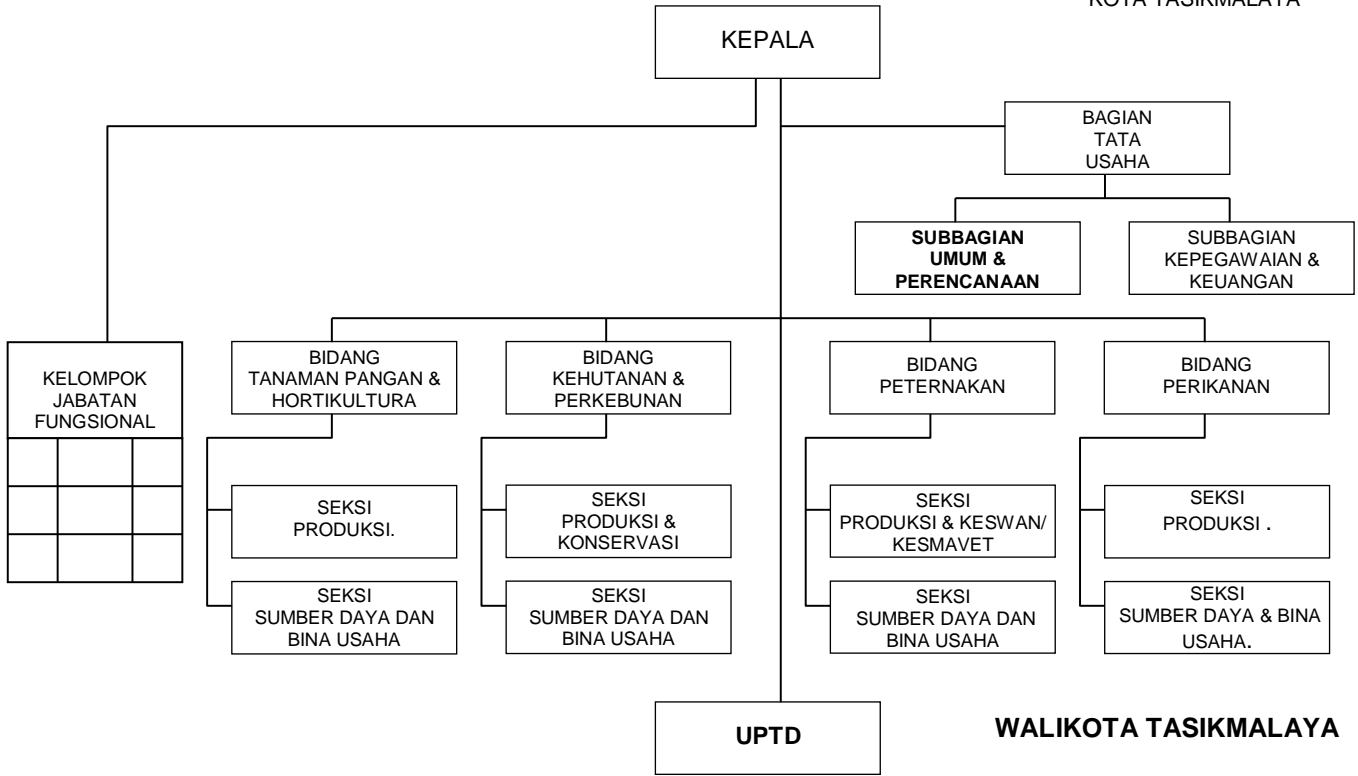 KOTA TASIKMALAYA
KEPALA
BAGIAN
TATA
USAHA
SUBBAGIAN
UMUM &
PERENCANAAN
SUBBAGIAN
KEPEGAWAIAN &
KEUANGAN
KELOMPOK
JABATAN
FUNGSIONAL
BIDANG
TANAMAN PANGAN &
HORTIKULTURA
BIDANG
KEHUTANAN &
PERKEBUNAN
BIDANG
PETERNAKAN
BIDANG
PERIKANAN
SEKSI
PRODUKSI.
SEKSI
PRODUKSI &
KONSERVASI
SEKSI
PRODUKSI & KESWAN/
KESMAVET
SEKSI
PRODUKSI .
SEKSI
SUMBER DAYA DAN
BINA USAHA
SEKSI
SUMBER DAYA DAN
BINA USAHA
SEKSI
SUMBER DAYA DAN
BINA USAHA
SEKSI
SUMBER DAYA & BINA
USAHA.
UPTD
WALIKOTA TASIKMALAYA